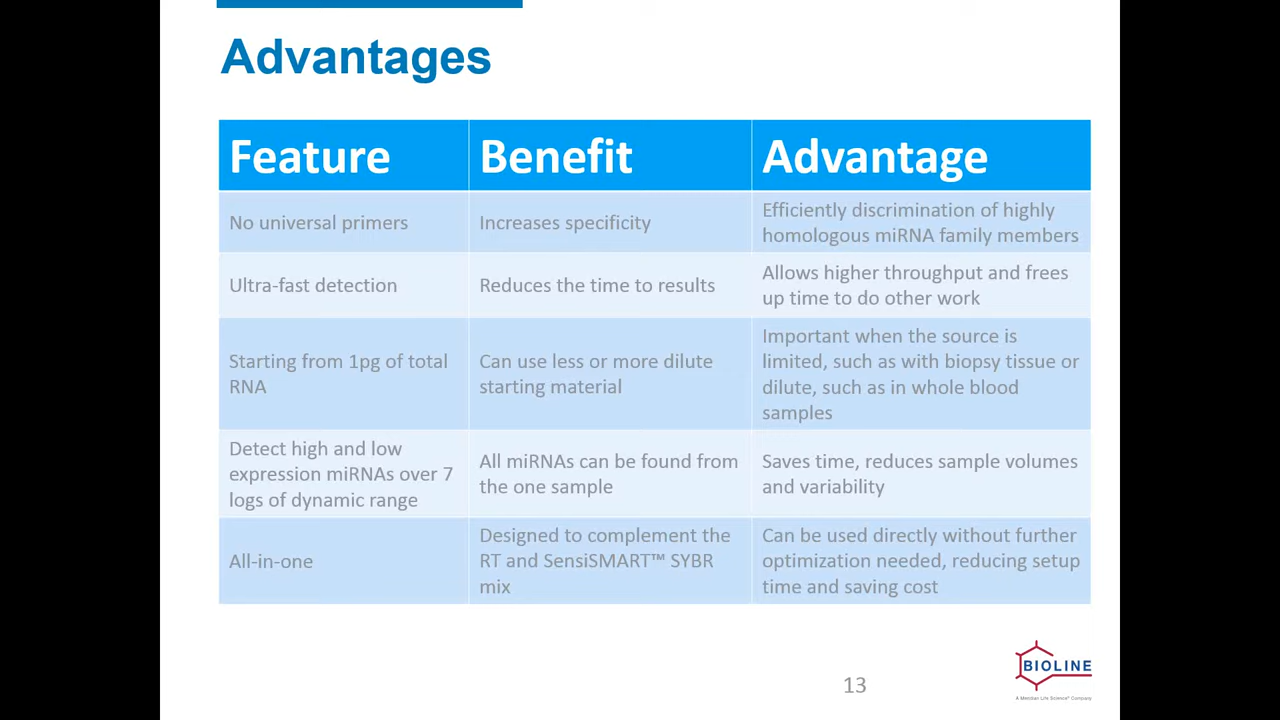 Advantages
Feature
Benefit
Advantage
No universal primers
Increases specificity
Efficiently discrimination of highly
homologous miRNA family members
Ultra-fast detection
Reduces the time to results
Allows higher throughput and frees
up time to do other work
Starting from 1pg of total
RNA
Can use less or more dilute
starting material
Important when the source is
limited, such as with biopsy tissue or
dilute, such as in whole blood
samples
Detect high and low
expression miRNAs over 7
logs of dynamic range
All miRNAs can be found from
the one sample
Saves time, reduces sample volumes
and variability
All-in-one
Designed to complement the
RT and SensiSMART™ SYBR
mix
Can be used directly without further
optimization needed, reducing setup
time and saving cost
13
BIOLINE
A Meridian Life Science® Company